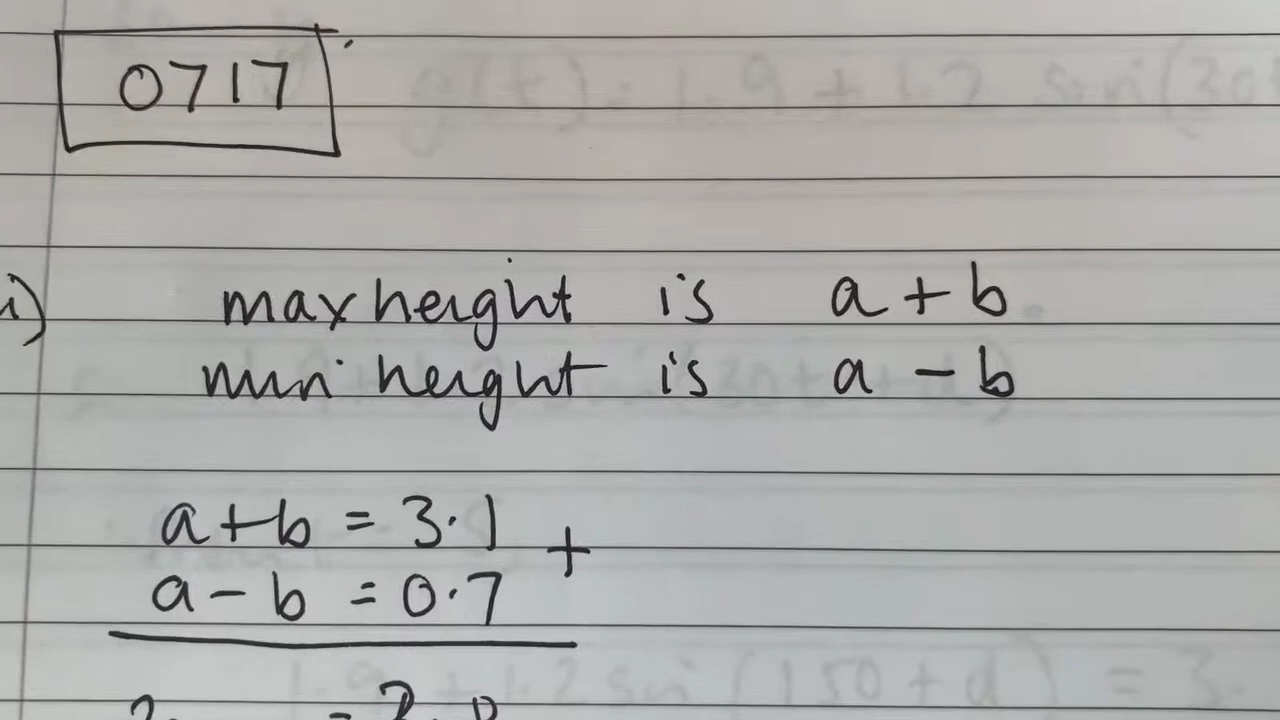 0717
max height is a + b
min height is a - b
a + b = 3.1 +
a - b = 0.7